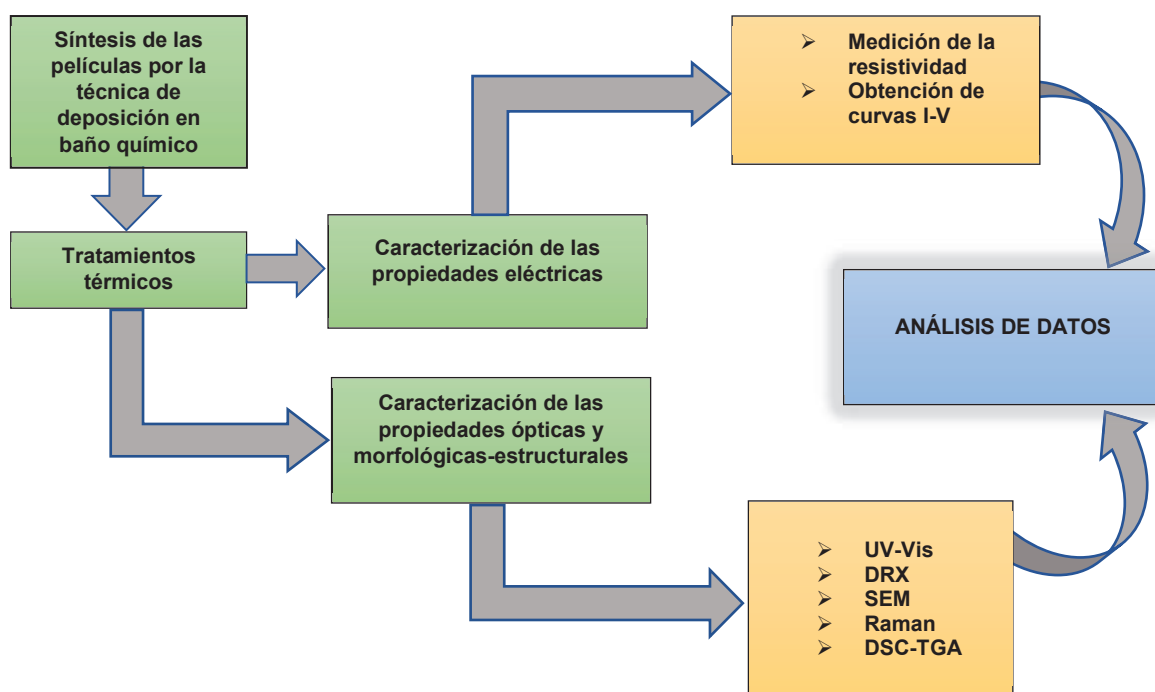 Síntesis de las
películas por la
técnica de
deposición en
baño químico
Tratamientos
térmicos
Caracterización de las
propiedades eléctricas
➢ Medición de la
resistividad
➢ Obtención de
curvas I-V
Caracterización de las
propiedades ópticas y
morfológicas-estructurales
➢ UV-Vis
➢ DRX
➢ SEM
➢ Raman
➢ DSC-TGA
ANÁLISIS DE DATOS